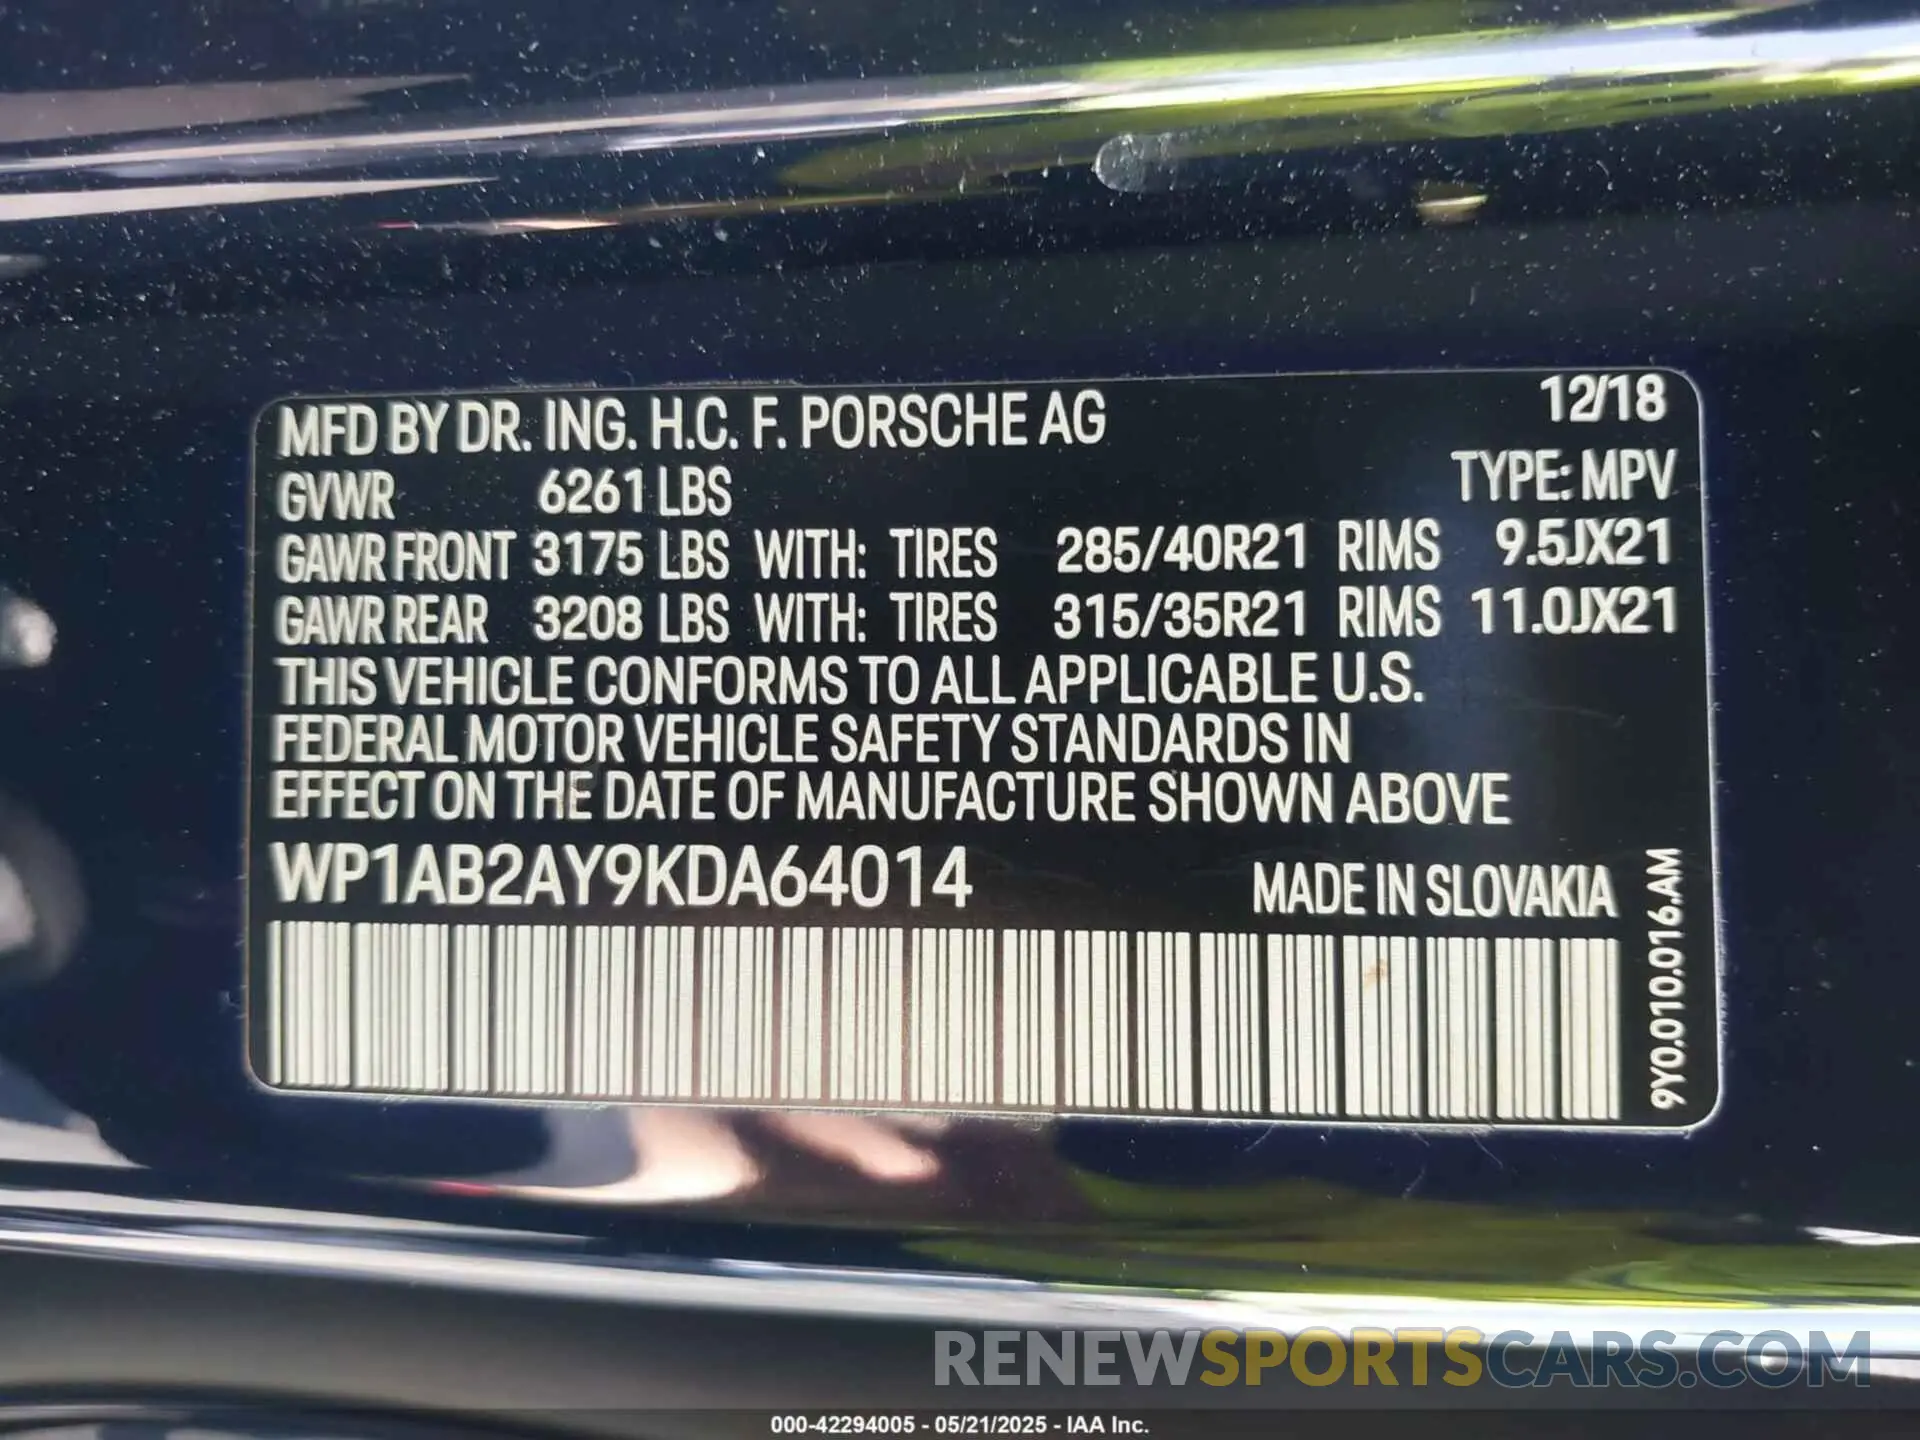 MFD BY DR. ING. H.C. F. PORSCHE AG 12/18
GVWR 6261 LBS TYPE: MPV
GAWR FRONT 3175 LBS WITH: TIRES 285/40R21 RIMS 9.5JX21
GAWR REAR 3208 LBS WITH: TIRES 315/35R21 RIMS 11.0JX21
THIS VEHICLE CONFORMS TO ALL APPLICABLE U.S.
FEDERAL MOTOR VEHICLE SAFETY STANDARDS IN
EFFECT ON THE DATE OF MANUFACTURE SHOWN ABOVE
WP1AB2AY9KDA64014 MADE IN SLOVAKIA
9Y0.010.016.AM
RENEWSPORTSCARS.COM
000-42294005 - 05/21/2025 - IAA Inc.